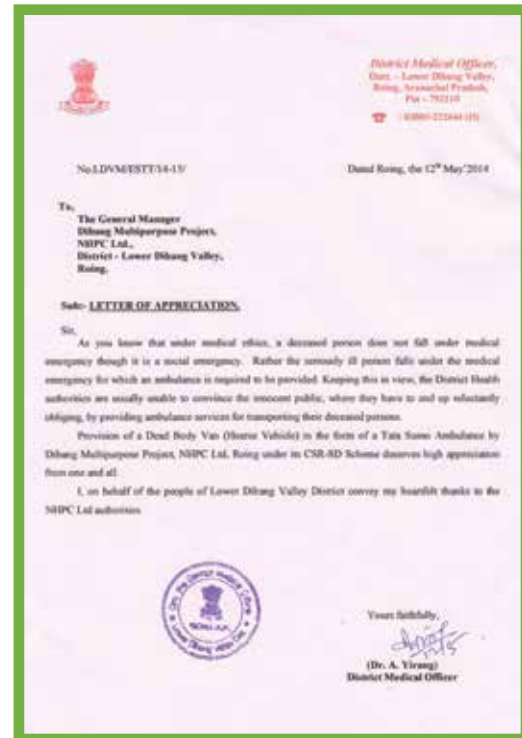 District Medical Officer,
Distt. - Lower Dibang Valley,
Roing, Arunachal Pradesh,
Pin - 792110
No.LDVM/ESTT/14-15/
Dated Roing, the 12th May'2014
To,
The General Manager
Dibang Multipurpose Project,
NHPC Ltd.,
District - Lower Dibang Valley,
Roing.
Sub:- LETTER OF APPRECIATION.
Sir,
As you know that under medical ethics, a deceased person does not fall under medical
emergency though it is a social emergency. Rather the seriously ill person falls under the medical
emergency for which an ambulance is required to be provided. Keeping this in view, the District Health
authorities are usually unable to convince the innocent public, where they have to end up reluctantly
obliging, by providing ambulance services for transporting their deceased persons.
Provision of a Dead Body Van (Hearse Vehicle) in the form of a Tata Sumo Ambulance by
Dibang Multipurpose Project, NHPC Ltd, Roing under its CSR-SD Scheme deserves high appreciation
from one and all.
I, on behalf of the people of Lower Dibang Valley District convey my heartfelt thanks to the
NHPC Ltd authorities.
Yours faithfully,
(Dr. A. Yirang)
District Medical Officer